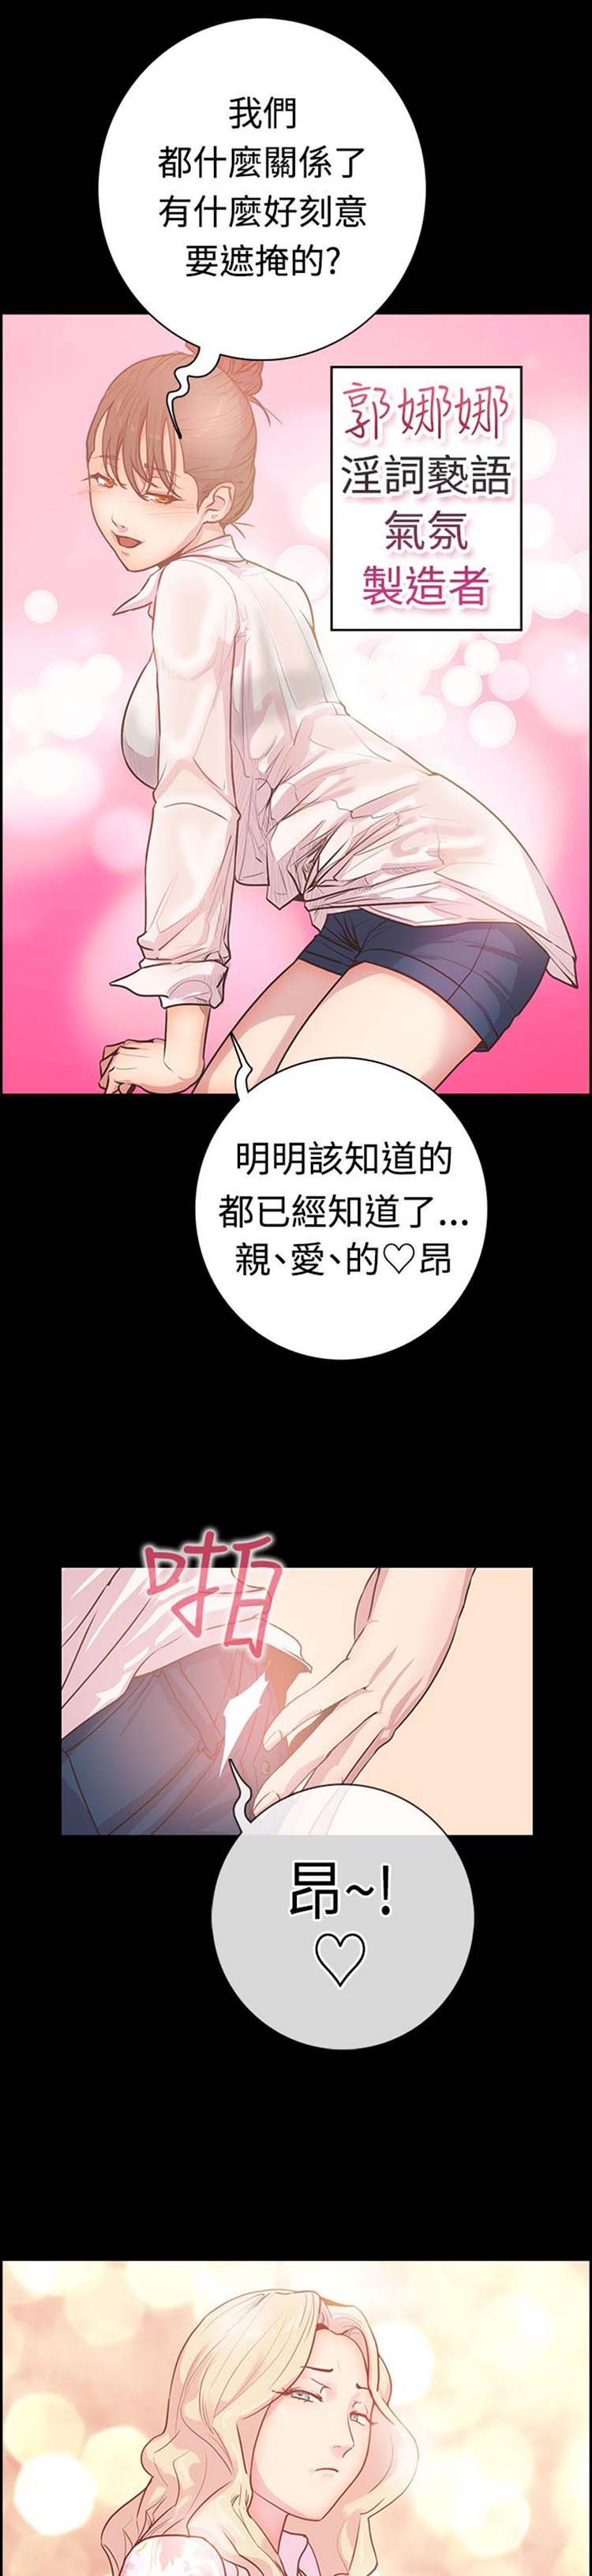 我們
都什麼關係了
有什麼好刻意
要遮掩的?
郭娜娜
淫詞褻語
氣氛
製造者
明明該知道的
都已經知道了...
親、愛、的♡昂
啪
昂~!
♡